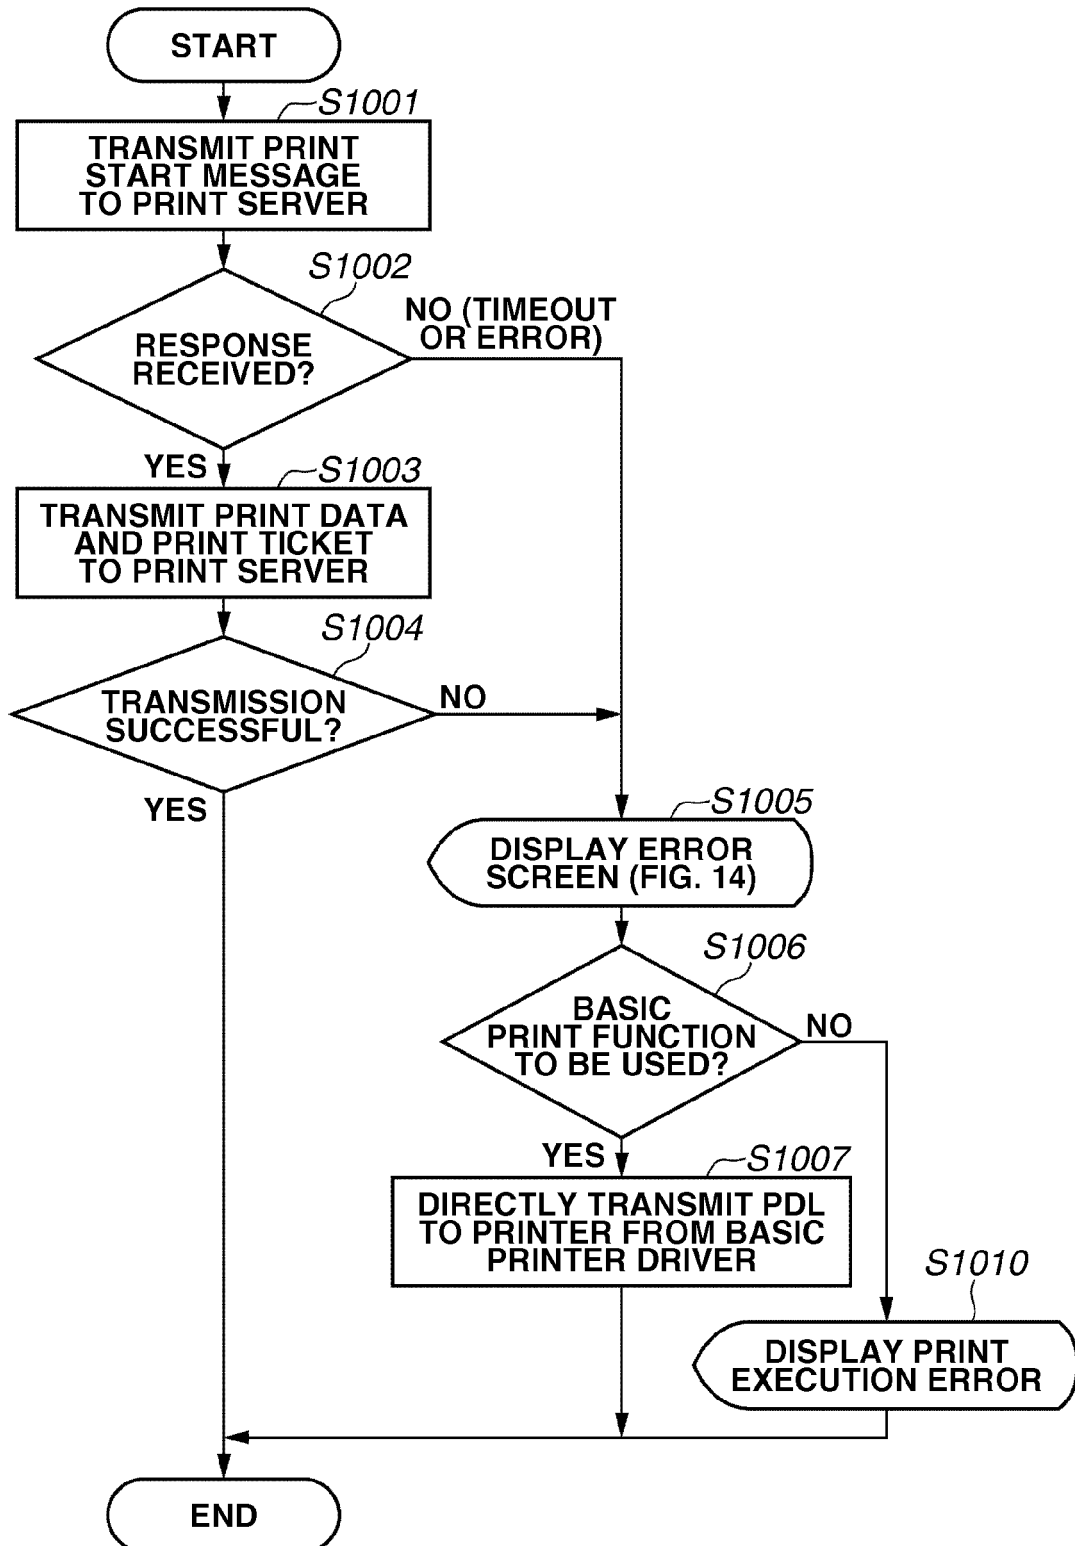 START
S1001
TRANSMIT PRINT
START MESSAGE
TO PRINT SERVER
S1002
NO (TIMEOUT
OR ERROR)
RESPONSE
RECEIVED?
YES
S1003
TRANSMIT PRINT DATA
AND PRINT TICKET
TO PRINT SERVER
S1004
TRANSMISSION
SUCCESSFUL?
NO
YES
S1005
DISPLAY ERROR
SCREEN (FIG. 14)
S1006
BASIC
PRINT FUNCTION
TO BE USED?
NO
YES
S1007
DIRECTLY TRANSMIT PDL
TO PRINTER FROM BASIC
PRINTER DRIVER
S1010
DISPLAY PRINT
EXECUTION ERROR
END